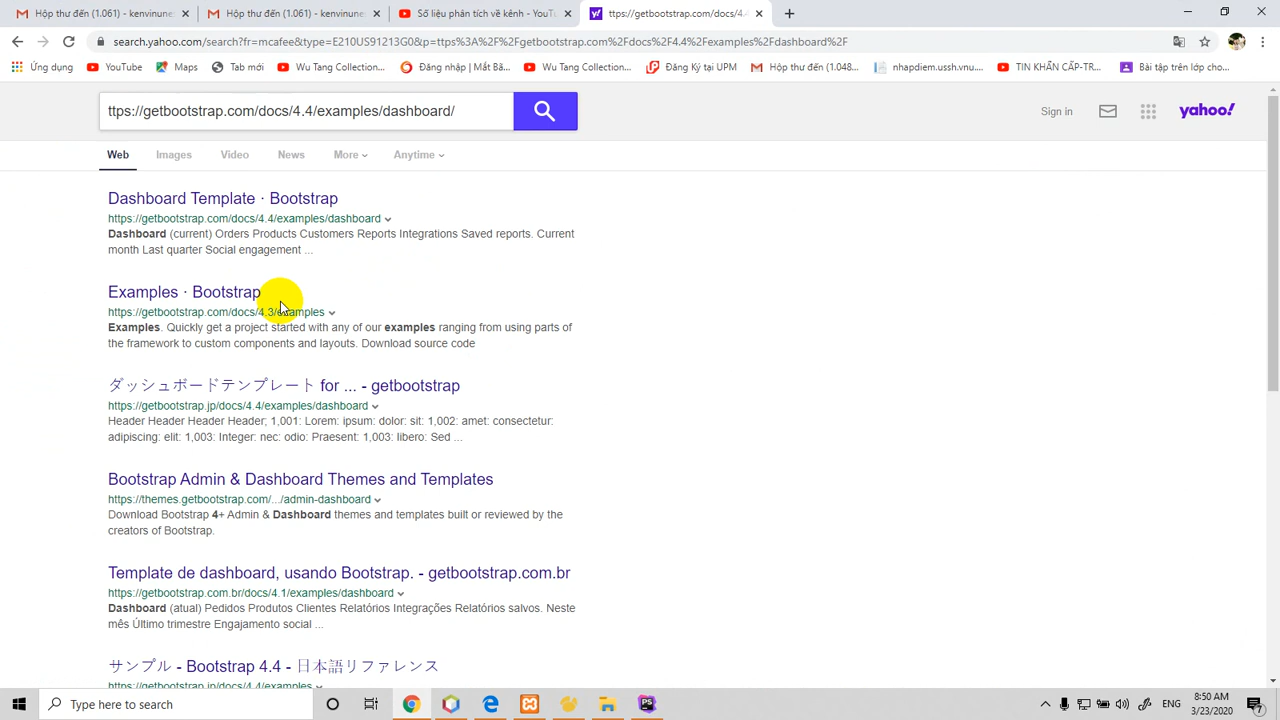 Hộp thư đến (1.061) - kenvinune
Hộp thư đến (1.061) - kenvinune
Số liệu phân tích về kênh - YouTu
ttps://getbootstrap.com/docs/4.4
search.yahoo.com/search?fr=mcafee&type=E210US91213G0&p=ttps%3A%2F%2Fgetbootstrap.com%2Fdocs%2F4.4%2Fexamples%2Fdashboard%2F
Ứng dụng YouTube Maps Tab mới Wu Tang Collection... Đăng nhập | Mắt Bã... Wu Tang Collection... Đăng Ký tại UPM Hộp thư đến (1.048... nhapdiem.ussh.vnu... TIN KHẨN CẤP-TR... Bài tập trên lớp cho...
ttps://getbootstrap.com/docs/4.4/examples/dashboard/
Sign in
yahoo!
Web Images Video News More Anytime
Dashboard Template · Bootstrap
https://getbootstrap.com/docs/4.4/examples/dashboard
Dashboard (current) Orders Products Customers Reports Integrations Saved reports. Current
month Last quarter Social engagement ...
Examples · Bootstrap
https://getbootstrap.com/docs/4.3/examples
Examples. Quickly get a project started with any of our examples ranging from using parts of
the framework to custom components and layouts. Download source code
ダッシュボードテンプレート for ... - getbootstrap
https://getbootstrap.jp/docs/4.4/examples/dashboard
Header Header Header Header; 1,001: Lorem: ipsum: dolor: sit: 1,002: amet: consectetur:
adipiscing: elit: 1,003: Integer: nec: odio: Praesent: 1,003: libero: Sed ...
Bootstrap Admin & Dashboard Themes and Templates
https://themes.getbootstrap.com/.../admin-dashboard
Download Bootstrap 4+ Admin & Dashboard themes and templates built or reviewed by the
creators of Bootstrap.
Template de dashboard, usando Bootstrap. - getbootstrap.com.br
https://getbootstrap.com.br/docs/4.1/examples/dashboard
Dashboard (atual) Pedidos Produtos Clientes Relatórios Integrações Relatórios salvos. Neste
mês Último trimestre Engajamento social ...
サンプル - Bootstrap 4.4 - 日本語リファレンス
https://getbootstrap.jp/docs/4.4/examples
Type here to search
ENG
8:50 AM
3/23/2020
7